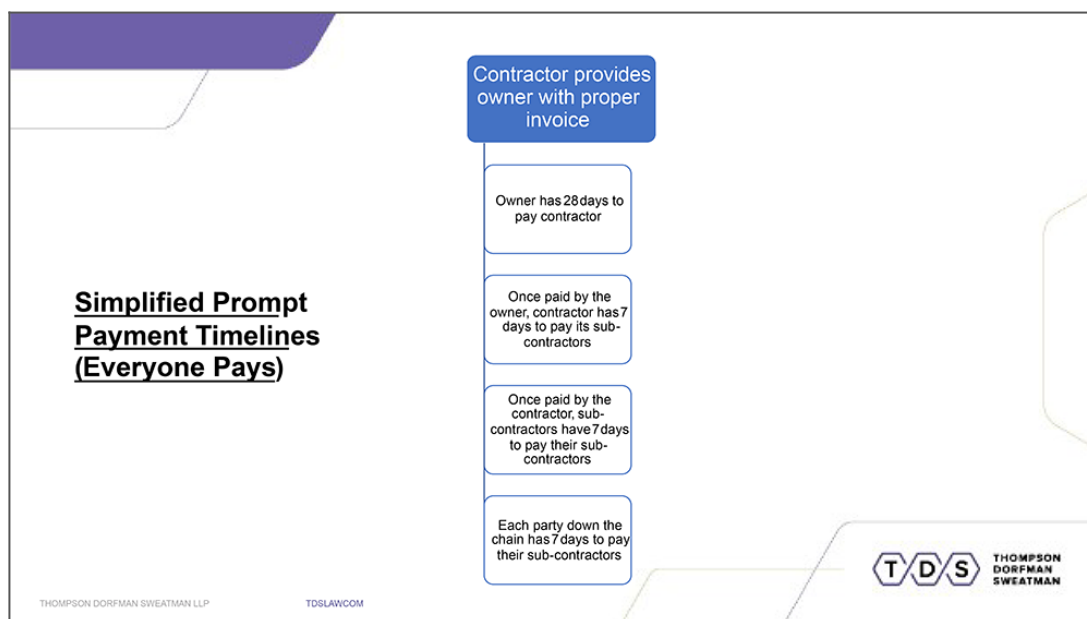 Contractor provides
owner with proper
invoice
Owner has 28 days to
pay contractor
Once paid by the
owner, contractor has 7
days to pay its sub-
contractors
Once paid by the
contractor, sub-
contractors have 7 days
to pay their sub-
contractors
Each party down the
chain has 7 days to pay
their sub-contractors
Simplified Prompt
Payment Timelines
(Everyone Pays)
T D S
THOMPSON
DORFMAN
SWEATMAN
THOMPSON DORFMAN SWEATMAN LLP
TDSLAWCOM